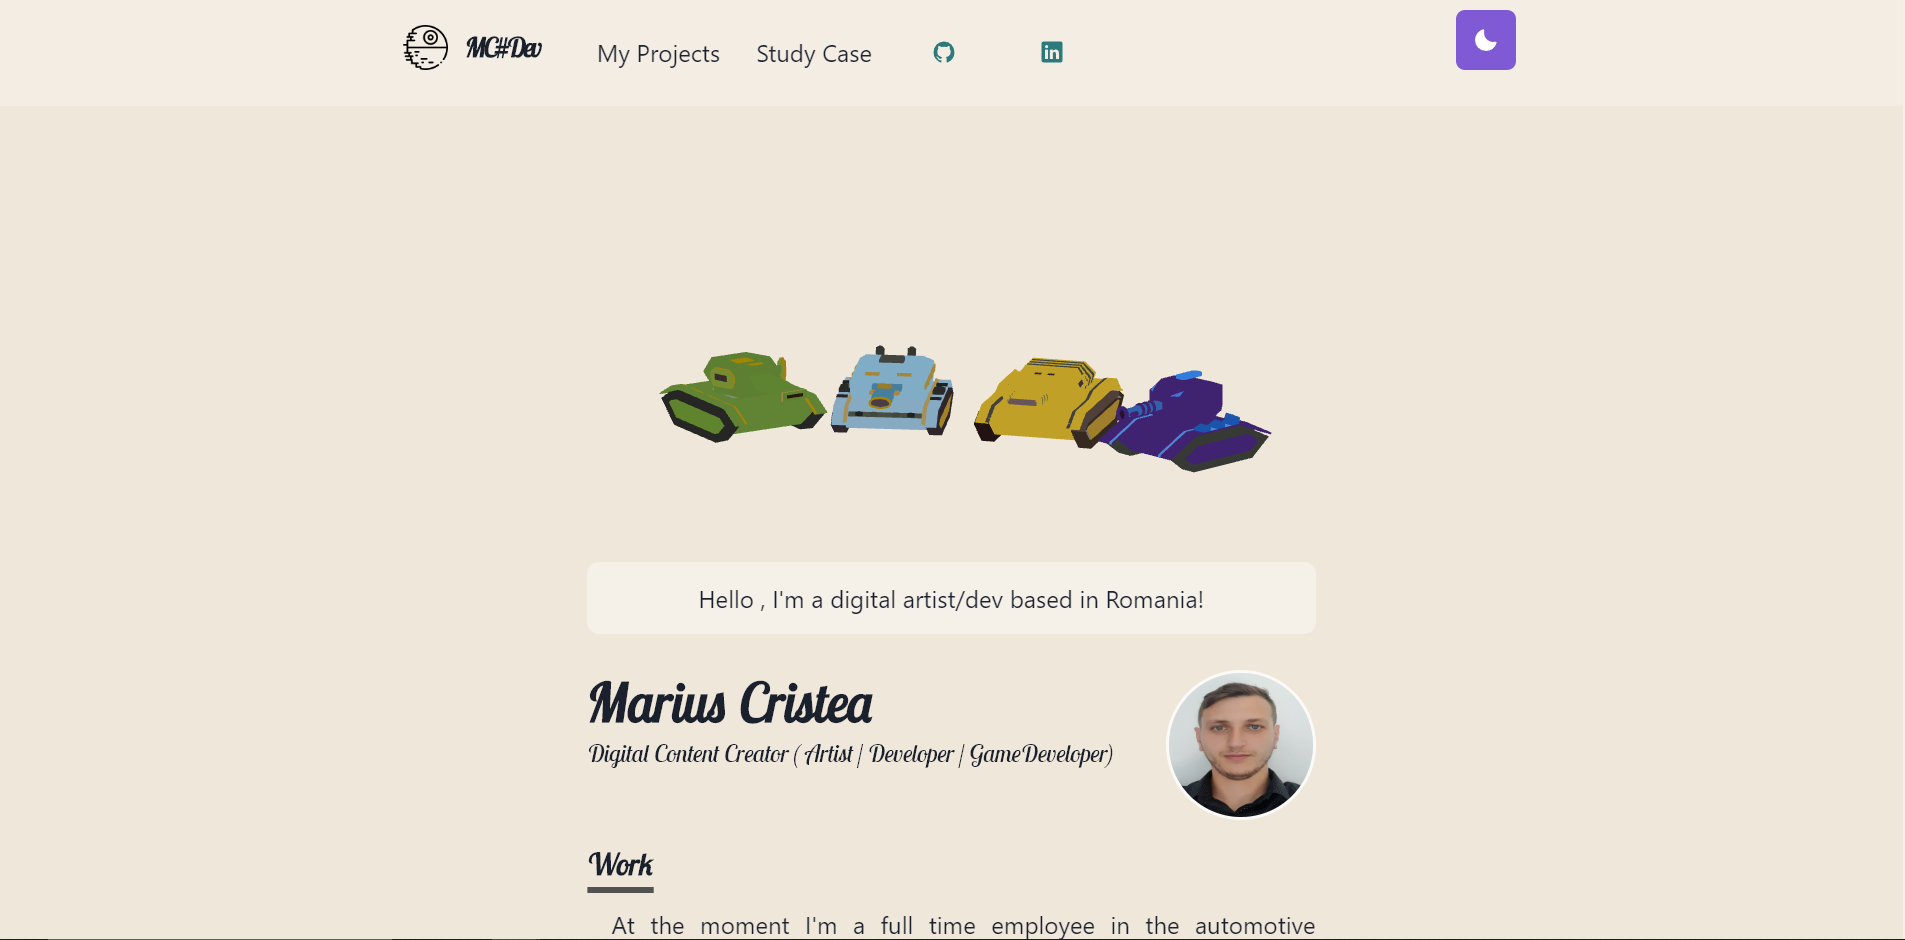 MC#Dev
My Projects
Study Case
Hello , I'm a digital artist/dev based in Romania!
Marius Cristea
Digital Content Creator ( Artist | Developer | GameDeveloper)
Work
At the moment I'm a full time employee in the automotive